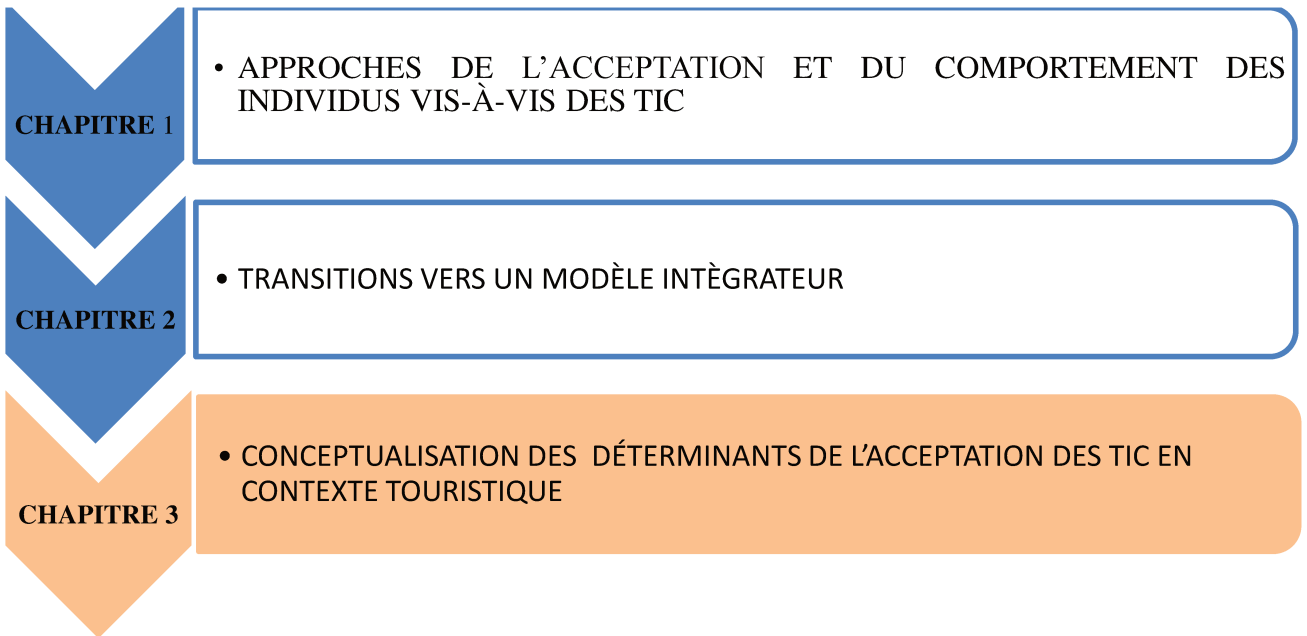 CHAPITRE 1
• APPROCHES DE L’ACCEPTATION ET DU COMPORTEMENT DES
INDIVIDUS VIS-À-VIS DES TIC
CHAPITRE 2
• TRANSITIONS VERS UN MODÈLE INTÈGRATEUR
CHAPITRE 3
• CONCEPTUALISATION DES DÉTERMINANTS DE L’ACCEPTATION DES TIC EN
CONTEXTE TOURISTIQUE